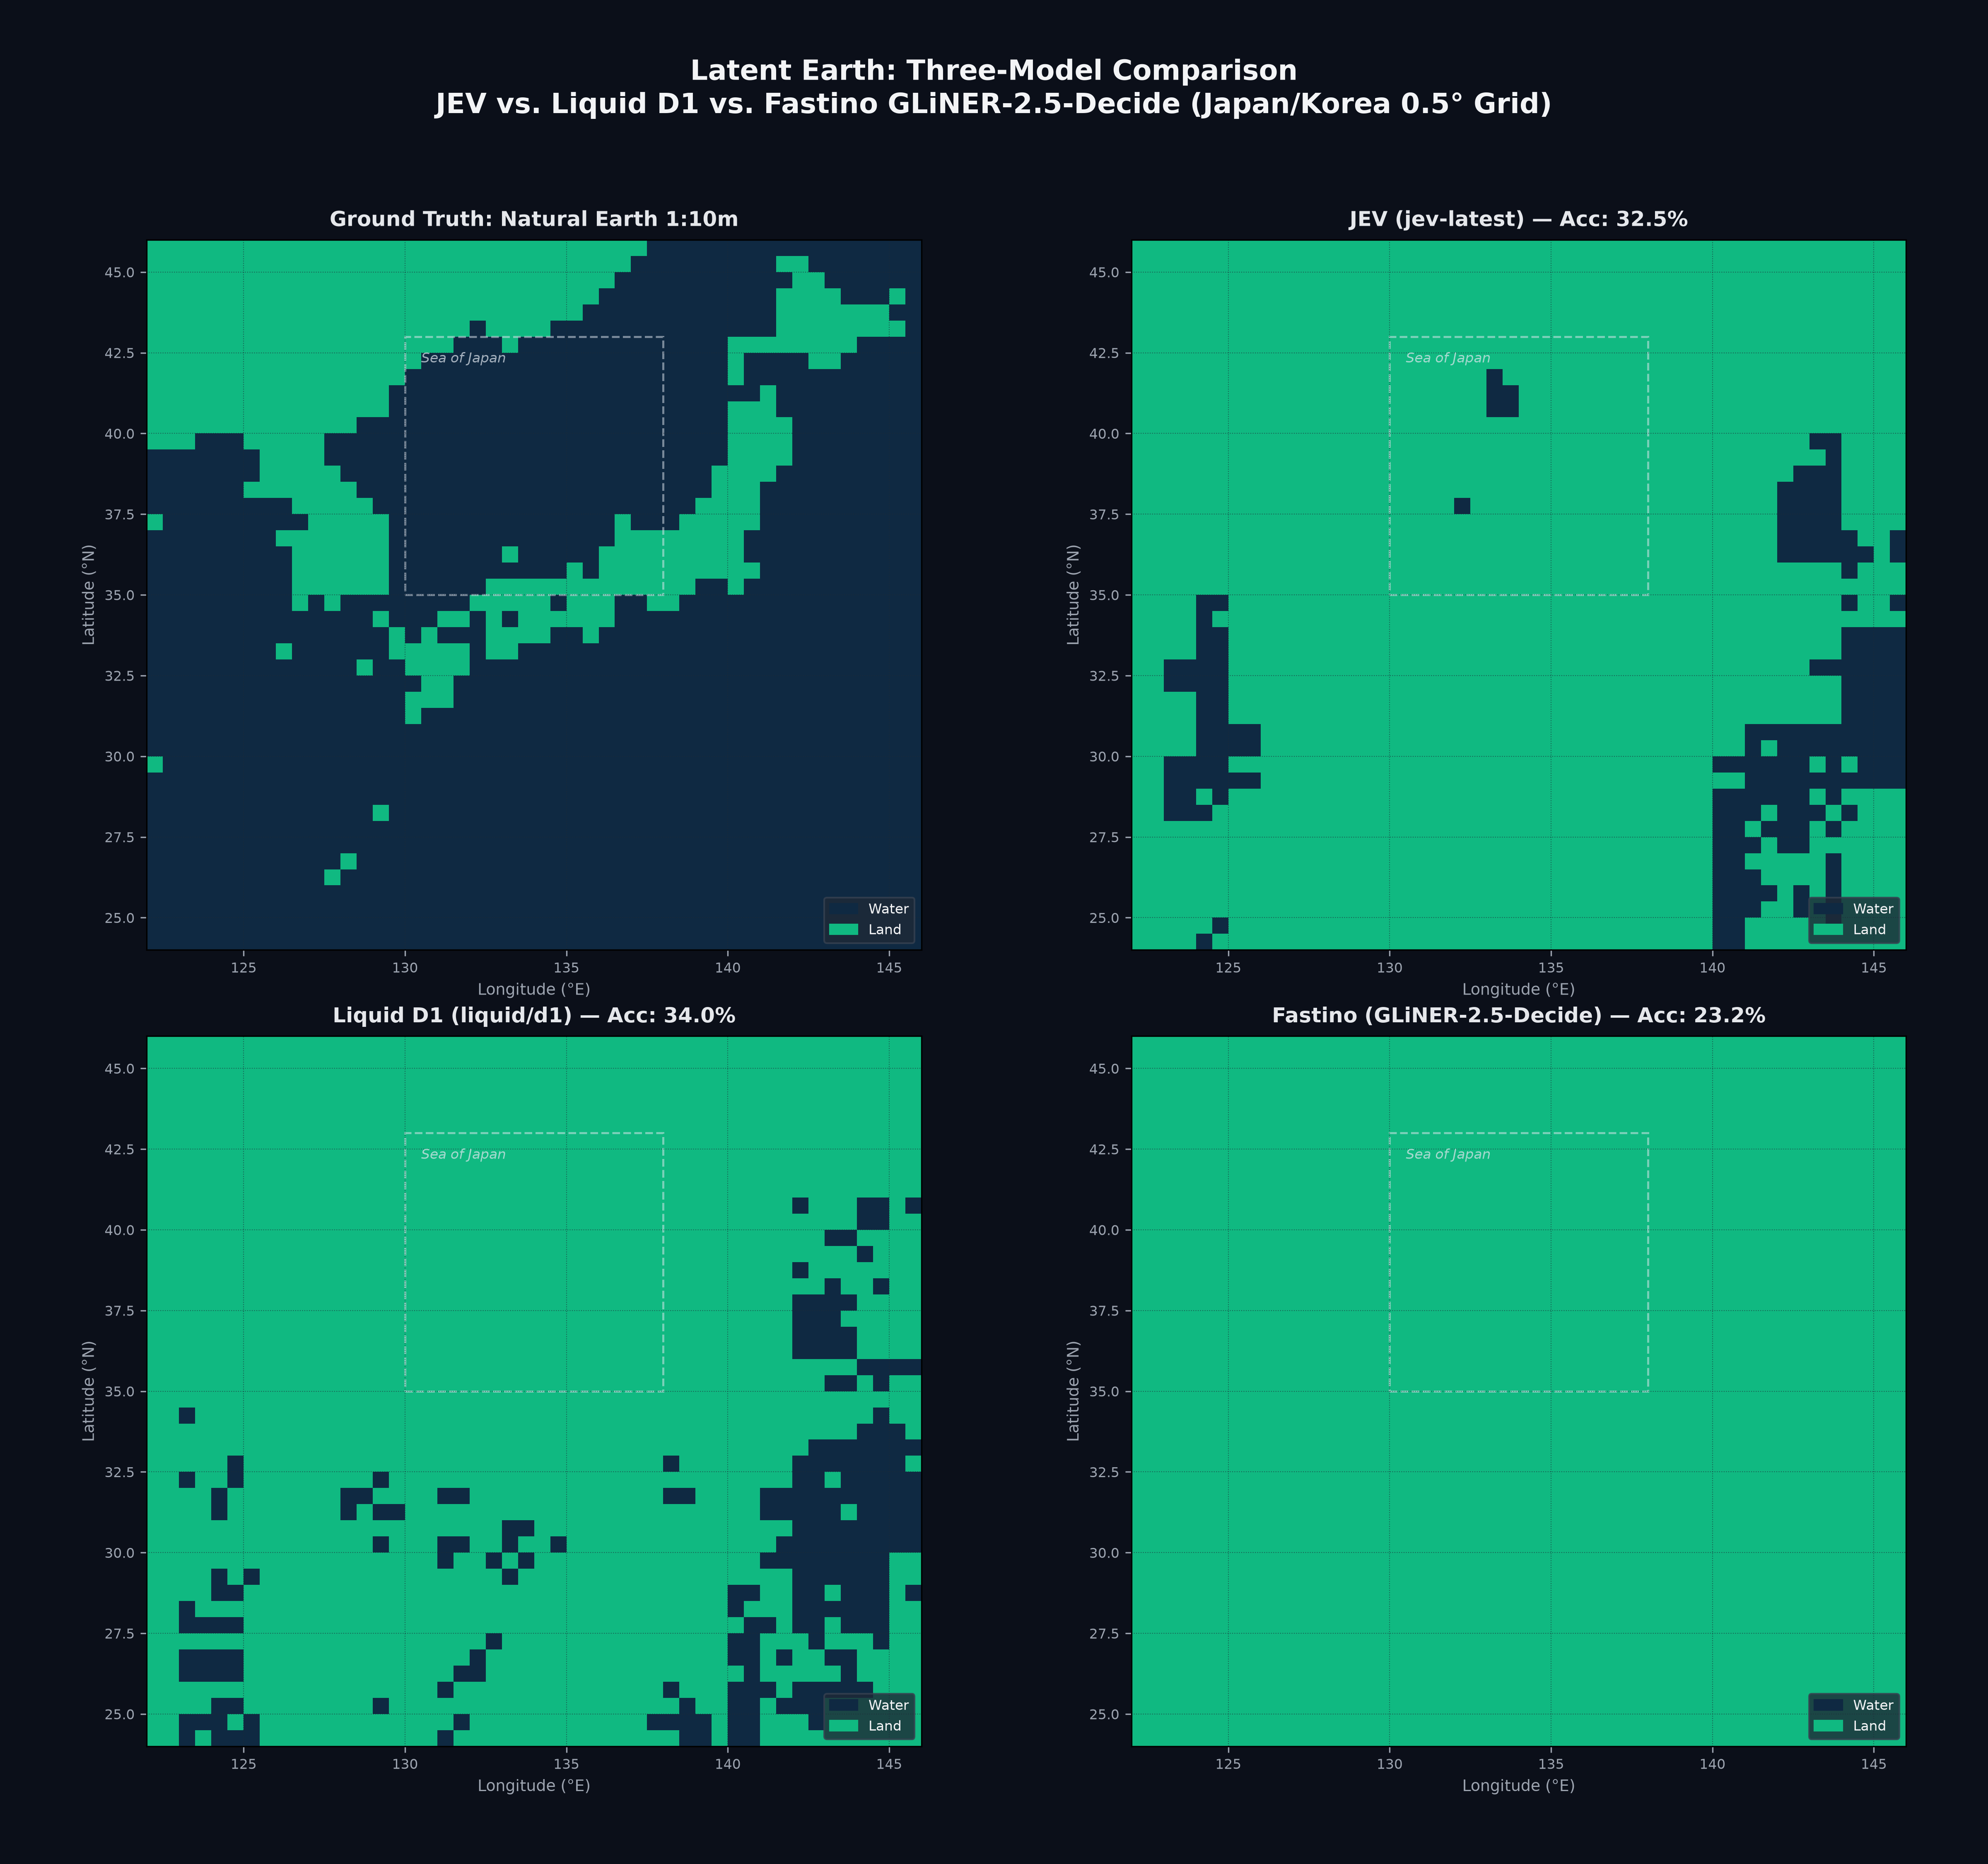 Latent Earth: Three-Model Comparison
JEV vs. Liquid D1 vs. Fastino GLiNER-2.5-Decide (Japan/Korea 0.5° Grid)
Ground Truth: Natural Earth 1:10m
45.0
42.5
40.0
37.5
35.0
32.5
30.0
27.5
25.0
Latitude (°N)
Sea of Japan
Water
Land
125
130
135
140
145
Longitude (°E)
JEV (jev-latest) — Acc: 32.5%
45.0
42.5
40.0
37.5
35.0
32.5
30.0
27.5
25.0
Latitude (°N)
Sea of Japan
Water
Land
125
130
135
140
145
Longitude (°E)
Liquid D1 (liquid/d1) — Acc: 34.0%
45.0
42.5
40.0
37.5
35.0
32.5
30.0
27.5
25.0
Latitude (°N)
Sea of Japan
Water
Land
125
130
135
140
145
Longitude (°E)
Fastino (GLiNER-2.5-Decide) — Acc: 23.2%
45.0
42.5
40.0
37.5
35.0
32.5
30.0
27.5
25.0
Latitude (°N)
Sea of Japan
Water
Land
125
130
135
140
145
Longitude (°E)